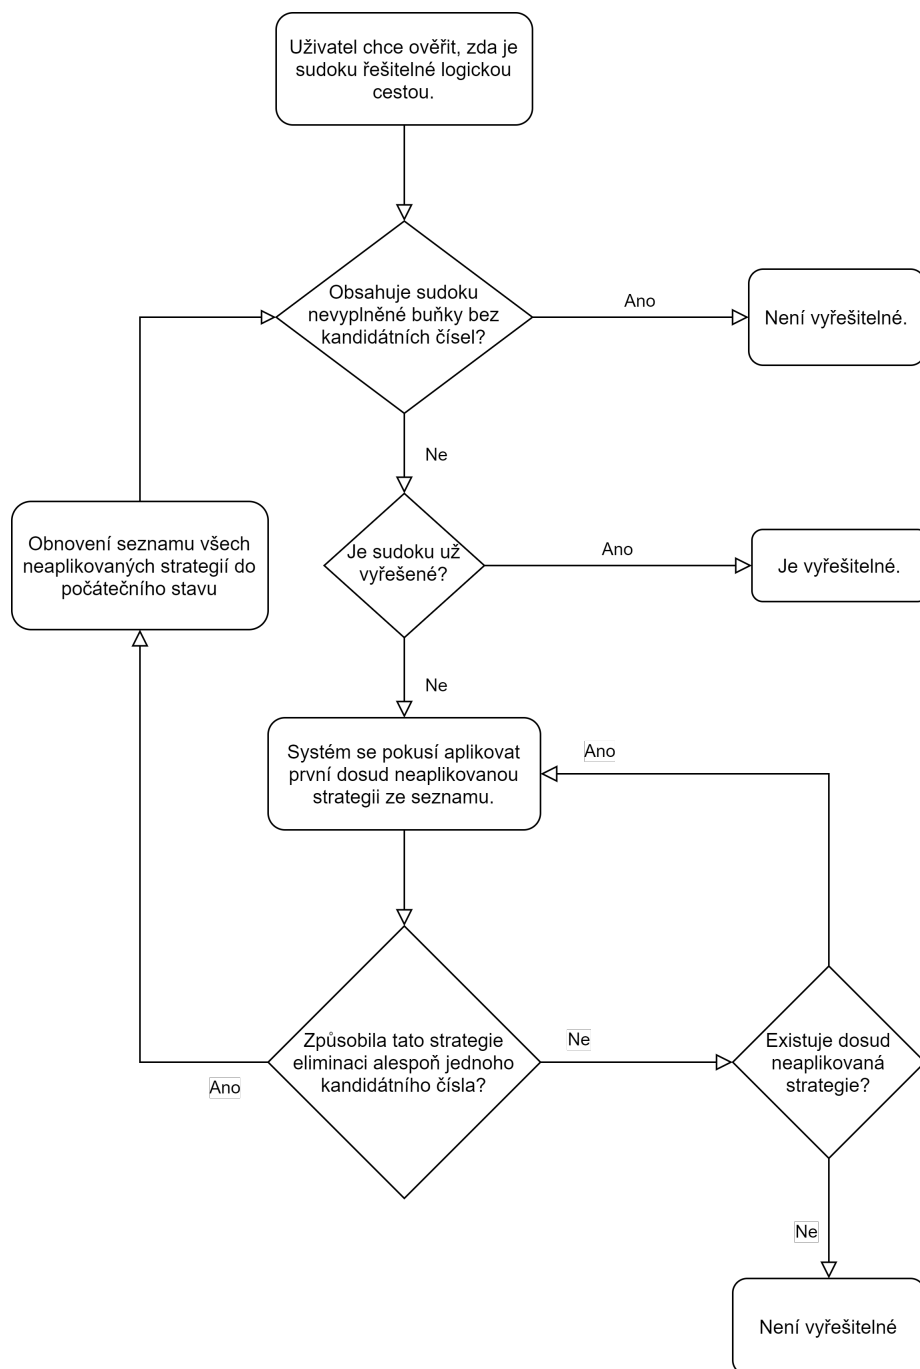 Uživatel chce ověřit, zda je
sudoku řešitelné logickou
cestou.
Obsahuje sudoku
nevyplněné buňky bez
kandidátních čísel?
Ano
Není vyřešitelné.
Ne
Obnovení seznamu všech
neaplikovaných strategií do
počátečního stavu
Je sudoku už
vyřešené?
Ano
Je vyřešitelné.
Ne
Systém se pokusí aplikovat
první dosud neaplikovanou
strategii ze seznamu.
Ano
Způsobila tato strategie
eliminaci alespoň jednoho
kandidátního čísla?
Ano
Ne
Existuje dosud
neaplikovaná
strategie?
Ne
Není vyřešitelné